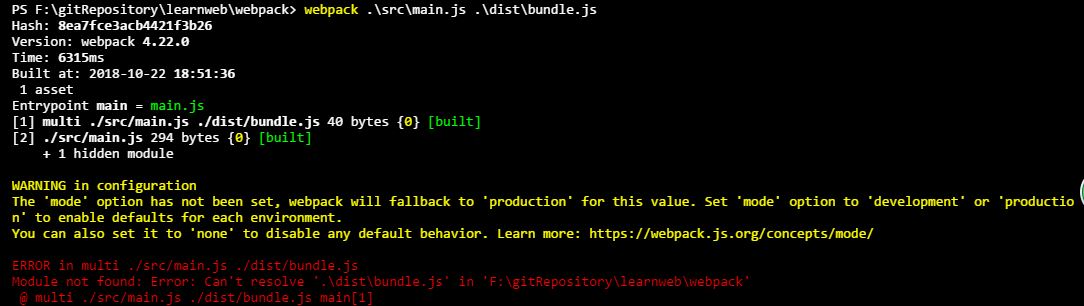 PS F:\gitRepository\learnweb\webpack> webpack .\src\main.js .\dist\bundle.js
Hash: 8ea7fce3acb4421f3b26
Version: webpack 4.22.0
Time: 6315ms
Built at: 2018-10-22 18:51:36
 1 asset
Entrypoint main = main.js
[1] multi ./src/main.js ./dist/bundle.js 40 bytes {0} [built]
[2] ./src/main.js 294 bytes {0} [built]
    + 1 hidden module

WARNING in configuration
The 'mode' option has not been set, webpack will fallback to 'production' for this value. Set 'mode' option to 'development' or 'productio
n' to enable defaults for each environment.
You can also set it to 'none' to disable any default behavior. Learn more: https://webpack.js.org/concepts/mode/

ERROR in multi ./src/main.js ./dist/bundle.js
Module not found: Error: Can't resolve '.\dist\bundle.js' in 'F:\gitRepository\learnweb\webpack'
 @ multi ./src/main.js ./dist/bundle.js main[1]